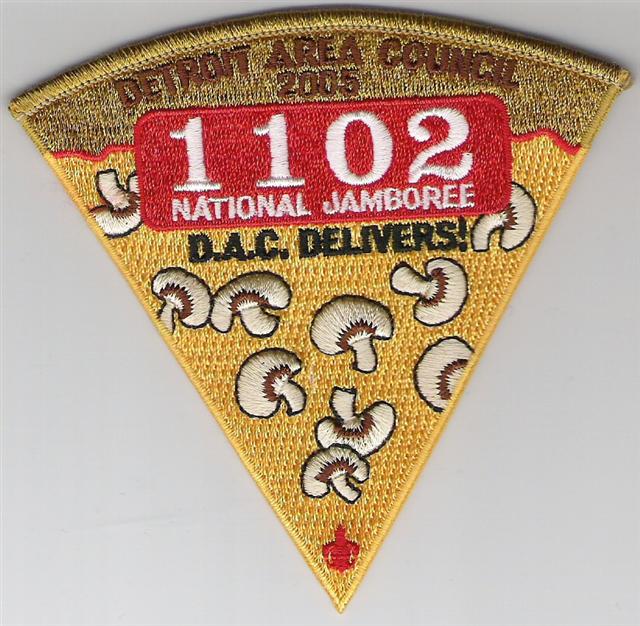 DETROIT AREA COUNCIL
2005
1102
NATIONAL JAMBOREE
D.A.C. DELIVERS!